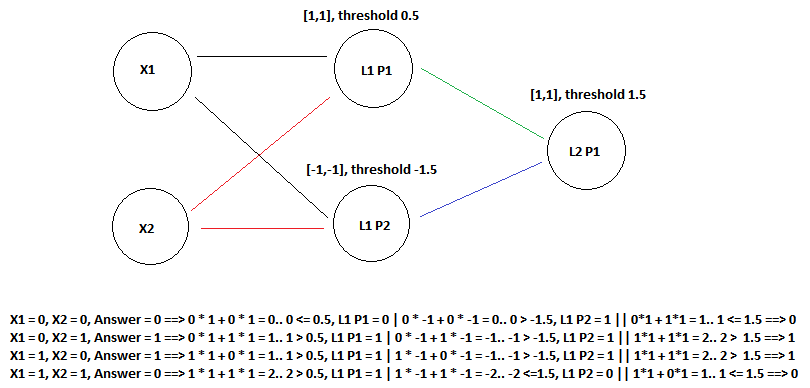 [1,1], threshold 0.5
X1
L1 P1
[1,1], threshold 1.5
L2 P1
[-1,-1], threshold -1.5
X2
L1 P2
X1 = 0, X2 = 0, Answer = 0 ==> 0 * 1 + 0 * 1 = 0.. 0 <= 0.5, L1 P1 = 0 | 0 * -1 + 0 * -1 = 0.. 0 > -1.5, L1 P2 = 1 || 0*1 + 1*1 = 1.. 1 <= 1.5 ==> 0
X1 = 0, X2 = 1, Answer = 1 ==> 0 * 1 + 1 * 1 = 1.. 1 > 0.5, L1 P1 = 1 | 0 * -1 + 1 * -1 = -1.. -1 > -1.5, L1 P2 = 1 || 1*1 + 1*1 = 2.. 2 > 1.5 ==> 1
X1 = 1, X2 = 0, Answer = 1 ==> 1 * 1 + 0 * 1 = 1.. 1 > 0.5, L1 P1 = 1 | 1 * -1 + 0 * -1 = -1.. -1 > -1.5, L1 P2 = 1 || 1*1 + 1*1 = 2.. 2 > 1.5 ==> 1
X1 = 1, X2 = 1, Answer = 0 ==> 1 * 1 + 1 * 1 = 2.. 2 > 0.5, L1 P1 = 1 | 1 * -1 + 1 * -1 = -2.. -2 <=1.5, L1 P2 = 0 || 1*1 + 0*1 = 1.. 1 <= 1.5 ==> 0